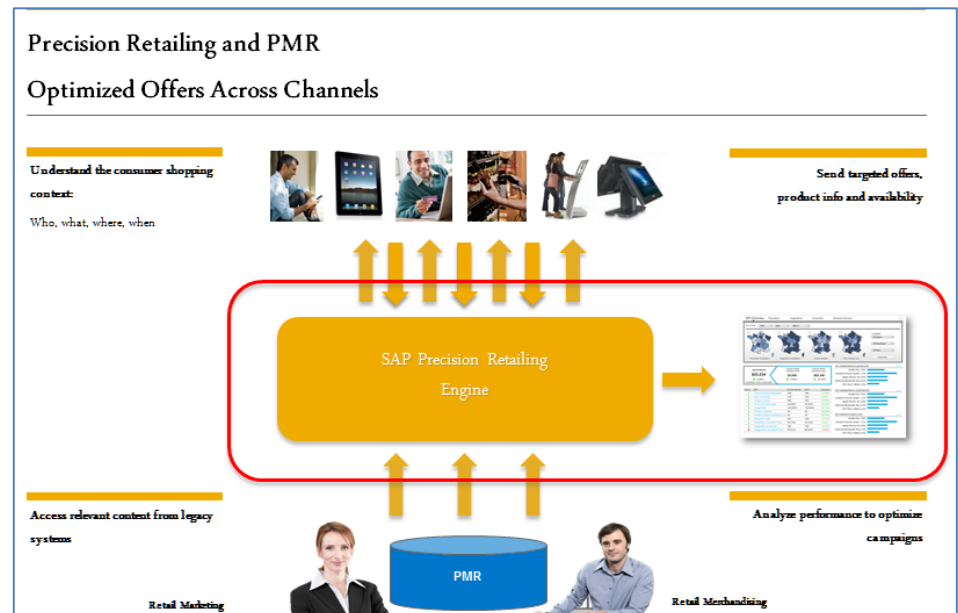 Precision Retailing and PMR
Optimized Offers Across Channels
Understand the consumer shopping
context:
Who, what, where, when
Send targeted offers,
product info and availability
SAP Precision Retailing
Engine
Access relevant content from legacy
systems
Analyze performance to optimize
campaigns
PMR
Retail Marketing
Retail Merchandising